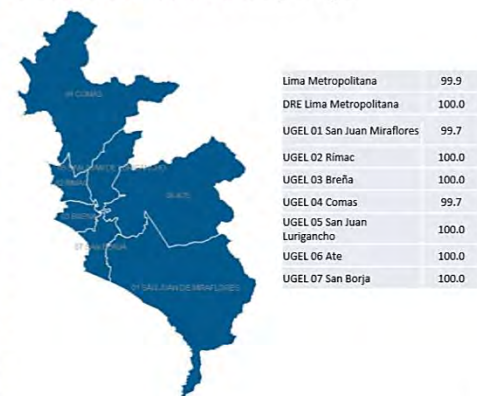 04 COMAS
02 RIMAC
03 BREÑA
06 ATE
07 SAN BORJA
01 SAN JUAN DE MIRAFLORES
Lima Metropolitana 99.9
DRE Lima Metropolitana 100.0
UGEL 01 San Juan Miraflores 99.7
UGEL 02 Rímac 100.0
UGEL 03 Breña 100.0
UGEL 04 Comas 99.7
UGEL 05 San Juan
Lurigancho 100.0
UGEL 06 Ate 100.0
UGEL 07 San Borja 100.0